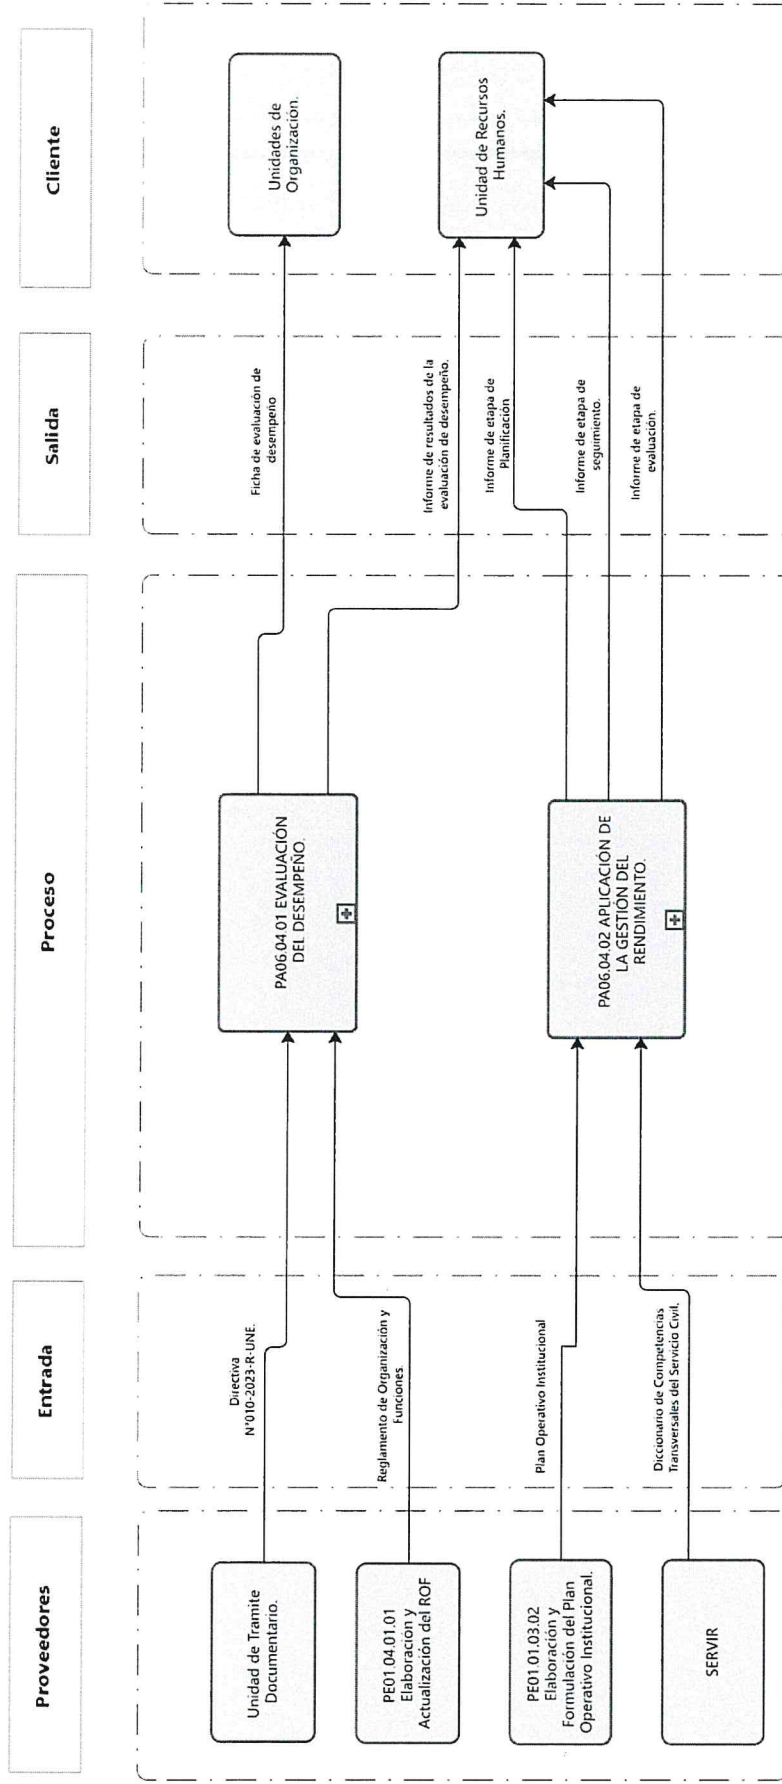 Proveedores
Entrada
Proceso
Salida
Cliente
Unidad de Tramite
Documentario.
PE01.04.01.01
Elaboración y
Actualización del ROF
PE01.01.03.02
Elaboración y
Formulación del Plan
Operativo Institucional.
SERVIR
Directiva
N°010-2023-R-UNE.
Reglamento de Organización y
Funciones.
Plan Operativo Institucional
Diccionario de Competencias
Transversales del Servicio Civil.
PA06.04.01 EVALUACIÓN
DEL DESEMPEÑO.
PA06.04.02 APLICACIÓN DE
LA GESTIÓN DEL
RENDIMIENTO.
Ficha de evaluación de
desempeño
Informe de resultados de la
evaluación de desempeño.
Informe de etapa de
Planificación
Informe de etapa de
seguimiento.
Informe de etapa de
evaluación.
Unidades de
Organización.
Unidad de Recursos
Humanos.